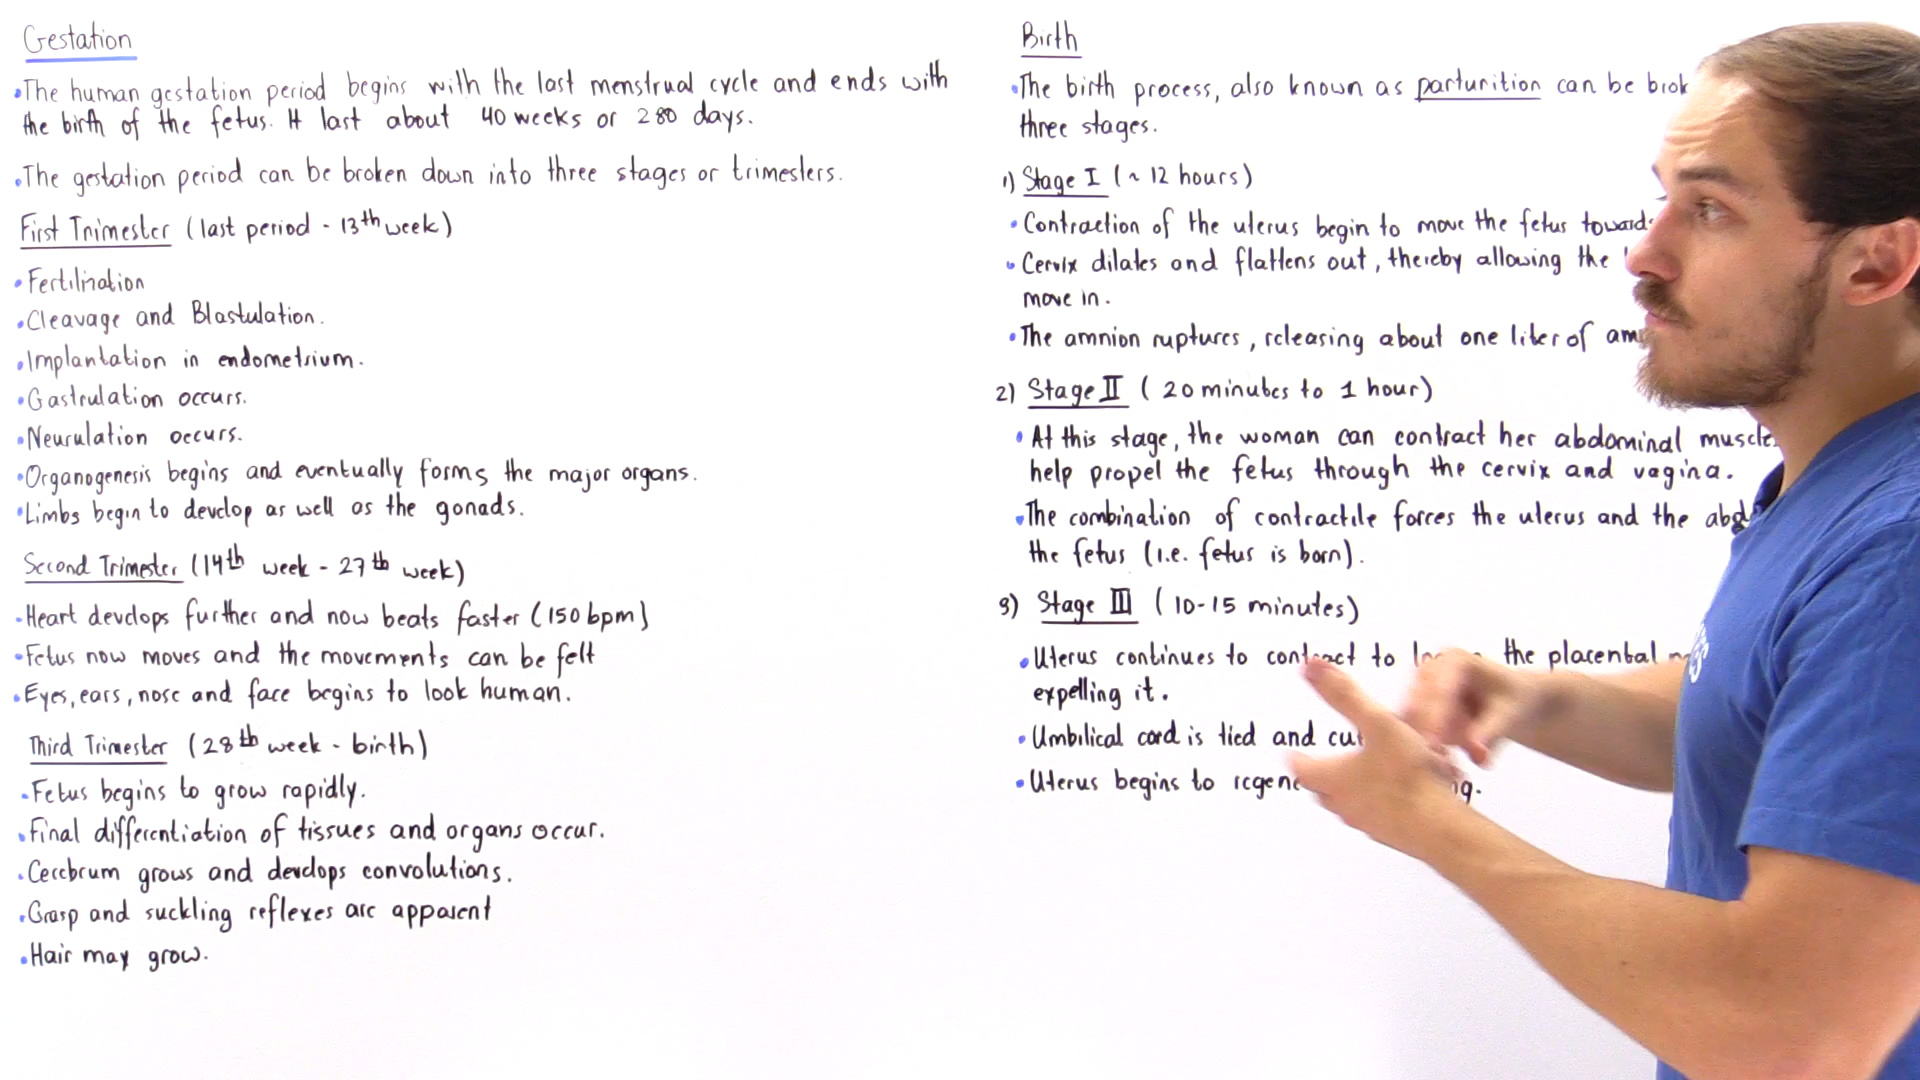 Gestation
•The human gestation period begins with the last menstrual cycle and ends with
the birth of the fetus. It last about 40 weeks or 280 days.
•The gestation period can be broken down into three stages or trimesters.
First Trimester (last period - 13th week)
•Fertilization
•Cleavage and Blastulation.
•Implantation in endometrium.
•Gastrulation occurs.
•Neurulation occurs.
•Organogenesis begins and eventually forms the major organs.
•Limbs begin to develop as well as the gonads.
Second Trimester (14th week - 27th week)
•Heart develops further and now beats faster (150 bpm)
•Fetus now moves and the movements can be felt
•Eyes, ears, nose and face begins to look human.
Third Trimester (28th week - birth)
•Fetus begins to grow rapidly.
•Final differentiation of tissues and organs occur.
•Cerebrum grows and develops convolutions.
•Grasp and suckling reflexes are apparent
•Hair may grow.
Birth
•The birth process, also known as parturition can be
three stages.
1) Stage I (~ 12 hours)
•Contraction of the uterus begin to move the fetus
•Cervix dilates and flattens out, thereby allowing the
move in.
•The amnion ruptures, releasing about one liter of
2) Stage II (20 minutes to 1 hour)
•At this stage, the woman can contract her abdominal
help propel the fetus through the cervix and vagina.
•The combination of contractile forces the uterus and the
the fetus (i.e. fetus is born).
3) Stage III (10-15 minutes)
•Uterus continues to contract to the placental
expelling it.
•Umbilical cord is tied and
•Uterus begins to